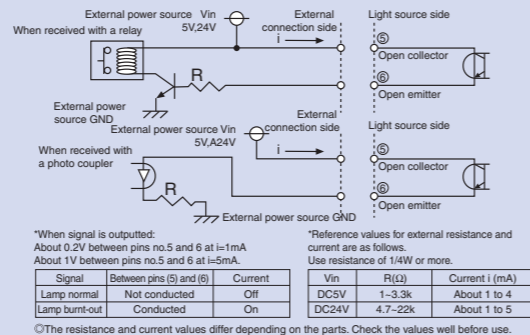 External power source Vin
5V,24V
External
connection side
Light source side
When received with a relay
i
⑤
Open collector
R
⑥
Open emitter
External power
source GND
External power source Vin
5V,A24V
External
connection side
Light source side
When received with
a photo coupler
i
⑤
Open collector
R
⑥
Open emitter
External power source GND
*When signal is outputted:
About 0.2V between pins no.5 and 6 at i=1mA
About 1V between pins no.5 and 6 at i=5mA.
Signal Between pins (5) and (6) Current
Lamp normal Not conducted Off
Lamp burnt-out Conducted On
*Reference values for external resistance and
current are as follows.
Use resistance of 1/4W or more.
Vin R(Ω) Current i (mA)
DC5V 1~3.3k About 1 to 4
DC24V 4.7~22k About 1 to 5
◎The resistance and current values differ depending on the parts. Check the values well before use.